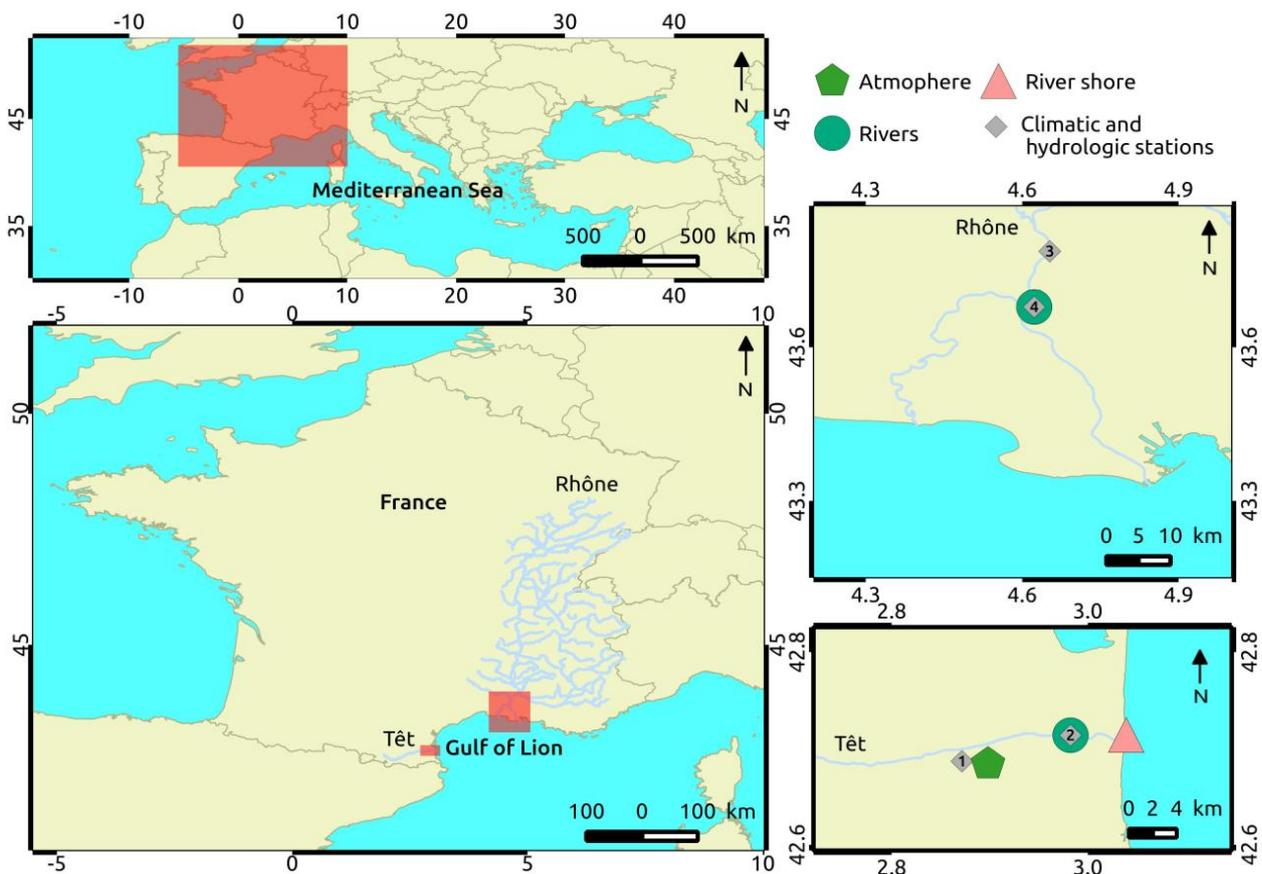 -10 0 10 20 30 40
45
35
45
35
N
Mediterranean Sea
500 0 500 km
-10 0 10 20 30 40
Atmophere
River shore
Rivers
Climatic and
hydrologic stations
-5 0 5 10
50
45
45
N
France
Rhône
Têt
Gulf of Lion
100 0 100 km
-5 0 5 10
4.3 4.6 4.9
43.6
43.3
43.6
43.3
Rhône
N
3
4
0 5 10 km
4.3 4.6 4.9
2.8 3.0
42.8
42.6
42.8
42.6
N
Têt
1
2
0 2 4 km
2.8 3.0